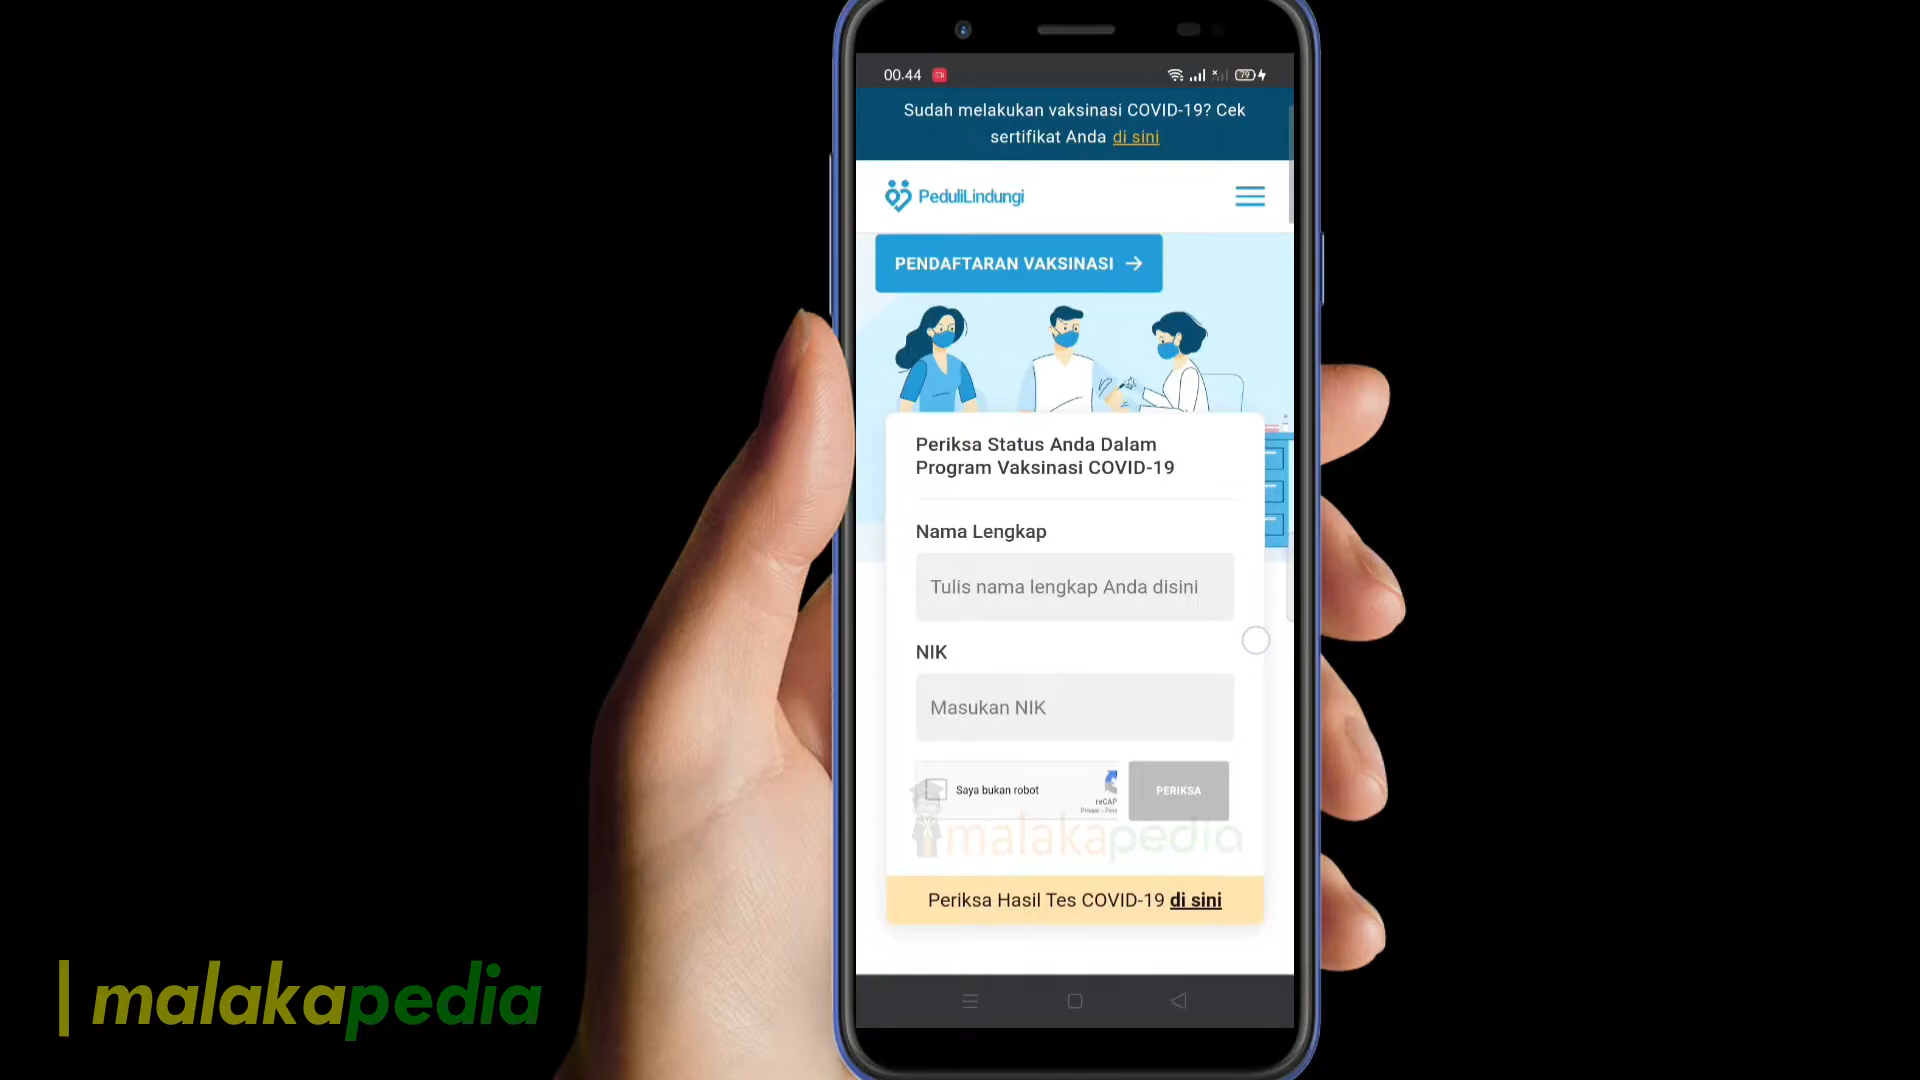 00.44
79
Sudah melakukan vaksinasi COVID-19? Cek
sertifikat Anda di sini
PeduliLindungi
PENDAFTARAN VAKSINASI
Periksa Status Anda Dalam
Program Vaksinasi COVID-19
Nama Lengkap
Tulis nama lengkap Anda disini
NIK
Masukan NIK
Saya bukan robot
reCAP
PERIKSA
malakapedia
Periksa Hasil Tes COVID-19 di sini
| malakapedia